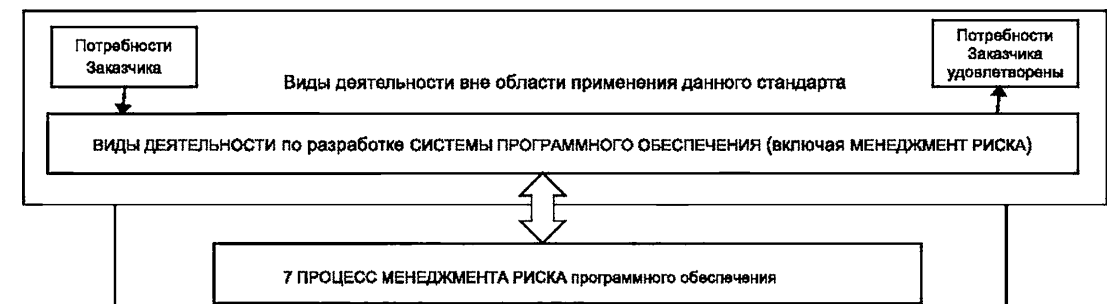 Потребности
Заказчика
Потребности
Заказчика
удовлетворены
Виды деятельности вне области применения данного стандарта
ВИДЫ ДЕЯТЕЛЬНОСТИ по разработке СИСТЕМЫ ПРОГРАММНОГО ОБЕСПЕЧЕНИЯ (включая МЕНЕДЖМЕНТ РИСКА)
7 ПРОЦЕСС МЕНЕДЖМЕНТА РИСКА программного обеспечения